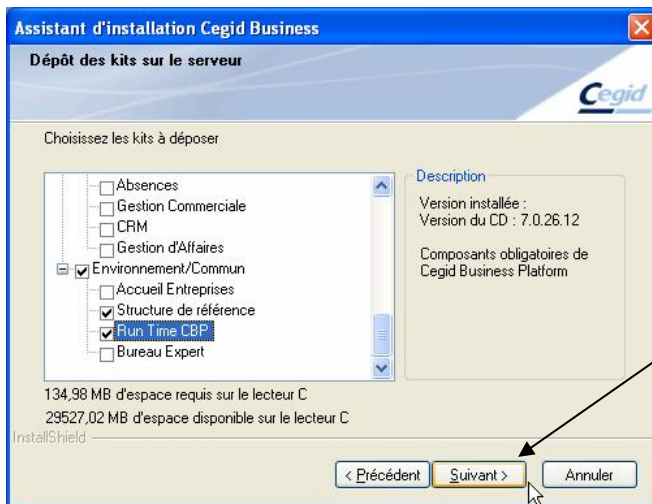 Assistant d'installation Cegid Business
Dépôt des kits sur le serveur
Cegid
Choisissez les kits à déposer
Absences
Gestion Commerciale
CRM
Gestion d'Affaires
Environnement/Commun
Accueil Entreprises
Structure de référence
Run Time CBP
Bureau Expert
Description
Version installée :
Version du CD : 7.0.26.12
Composants obligatoires de
Cegid Business Platform
134,98 MB d'espace requis sur le lecteur C
29527,02 MB d'espace disponible sur le lecteur C
InstallShield
< Précédent
Suivant >
Annuler